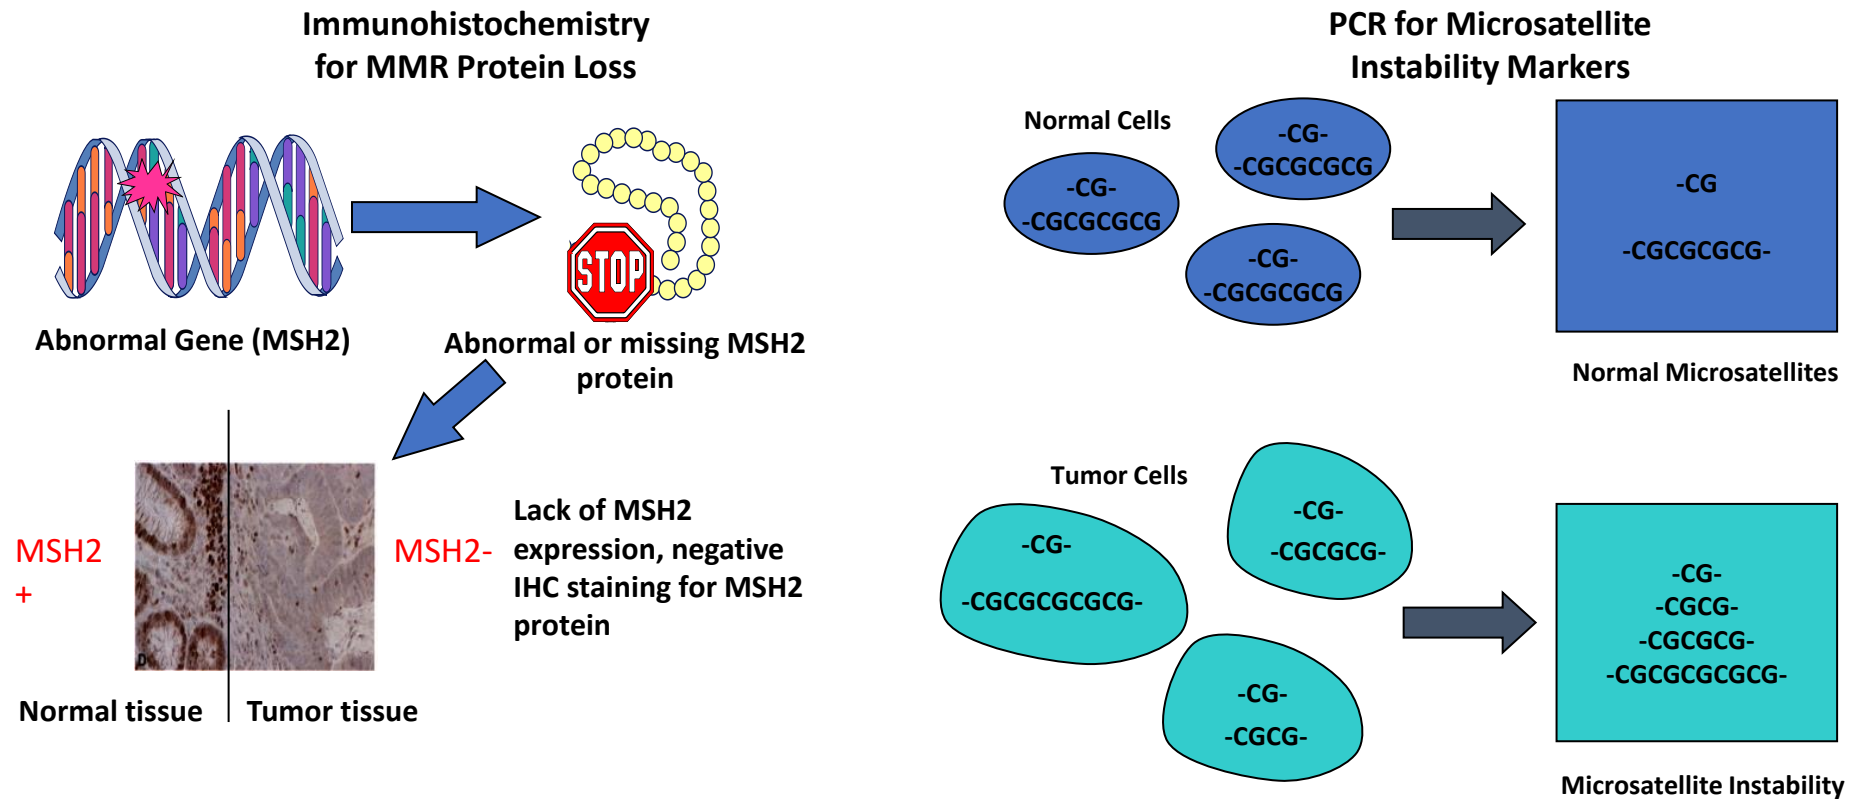 Immunohistochemistry
for MMR Protein Loss
STOP
Abnormal Gene (MSH2)
Abnormal or missing MSH2
protein
MSH2
+
D
MSH2-
Lack of MSH2
expression, negative
IHC staining for MSH2
protein
Normal tissue
Tumor tissue
PCR for Microsatellite
Instability Markers
Normal Cells
-CG-
-CGCGCGCG
-CG-
-CGCGCGCG
-CG-
-CGCGCGCG
-CG
-CGCGCGCG-
Normal Microsatellites
Tumor Cells
-CG-
-CGCGCGCGCG-
-CG-
-CGCGCG-
-CG-
-CGCG-
-CG-
-CGCG-
-CGCGCG-
-CGCGCGCGCG-
Microsatellite Instability